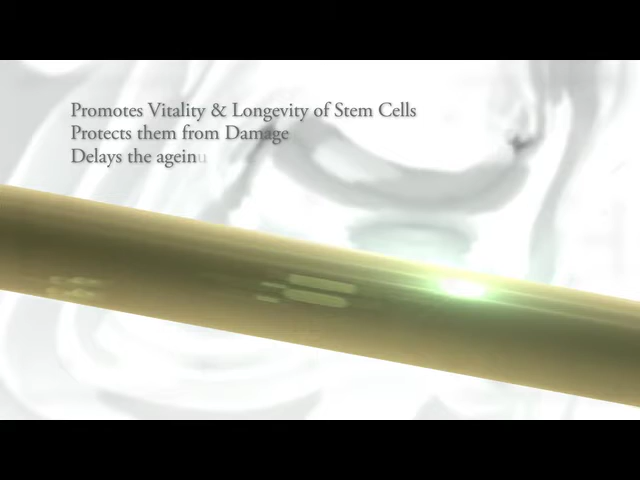 Promotes Vitality & Longevity of Stem Cells
Protects them from Damage
Delays the agein